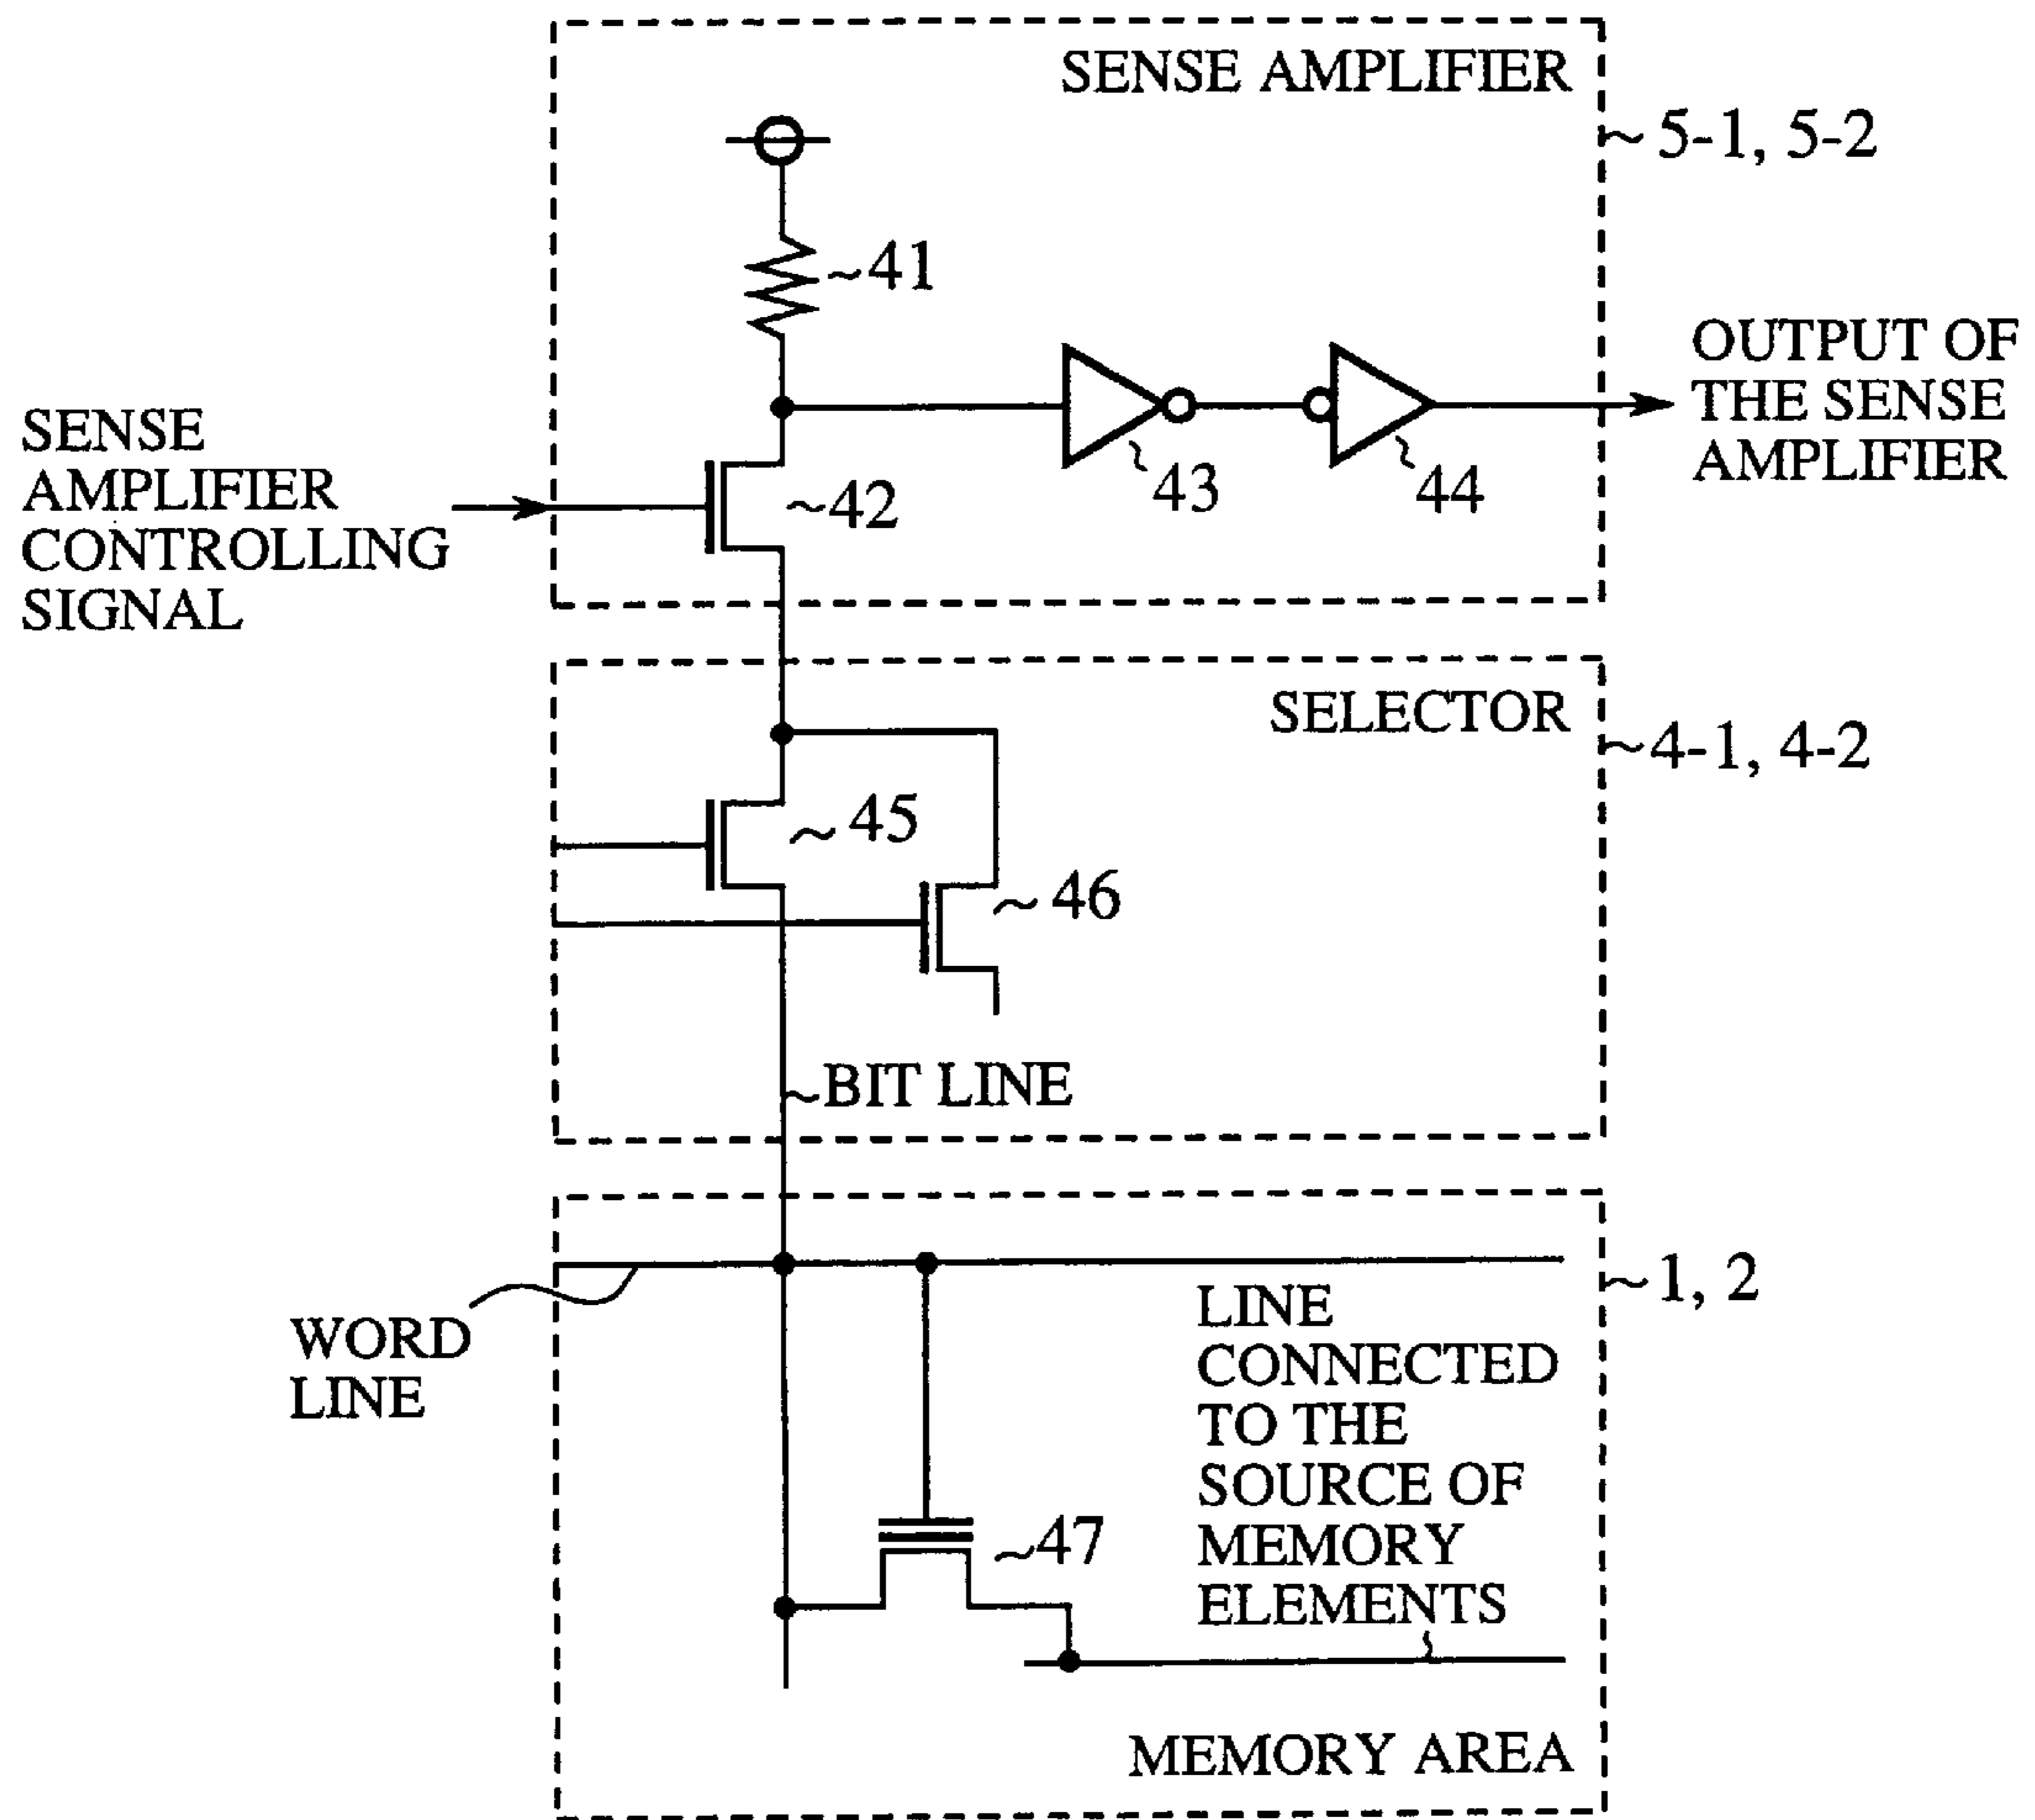 SENSE AMPLIFIER
~ 5-1, 5-2
~41
OUTPUT OF
THE SENSE
AMPLIFIER
SENSE
AMPLIFIER
CONTROLLING
SIGNAL
~42
43
44
SELECTOR
~4-1, 4-2
~ 45
~ 46
BIT LINE
~1, 2
WORD
LINE
LINE
CONNECTED
TO THE
SOURCE OF
MEMORY
ELEMENTS
~47
MEMORY AREA